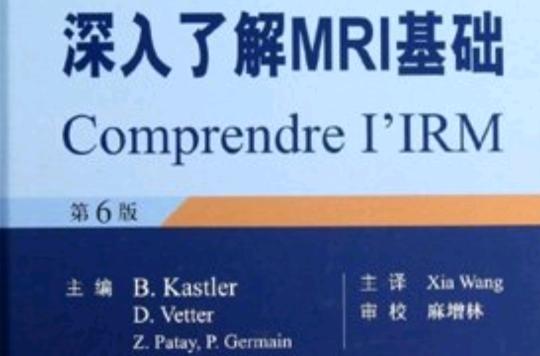 深入了解MRI基础
Comprendre I'IRM
第6版
主 编 B. Kastler
D. Vetter
Z. Patay, P. Germain
主 译 Xia Wang
审 校 麻增林